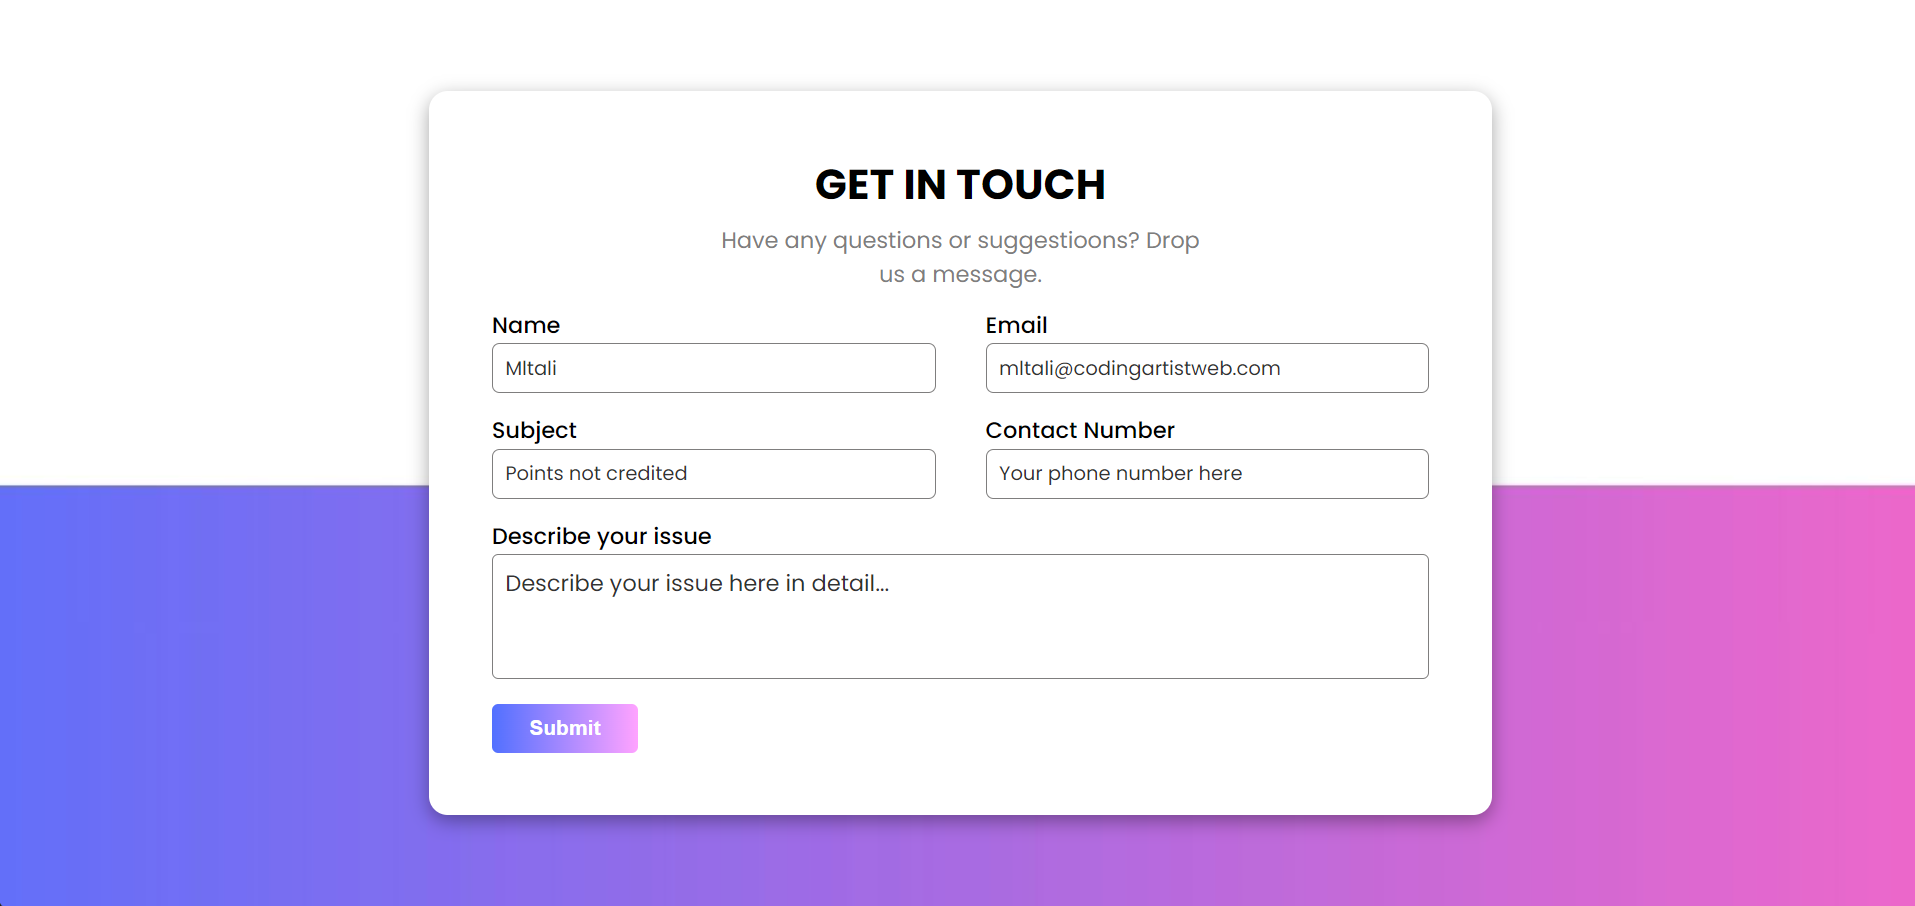 GET IN TOUCH
Have any questions or suggestioons? Drop
us a message.
Name
Mltali
Email
mltali@codingartistweb.com
Subject
Points not credited
Contact Number
Your phone number here
Describe your issue
Describe your issue here in detail...
Submit